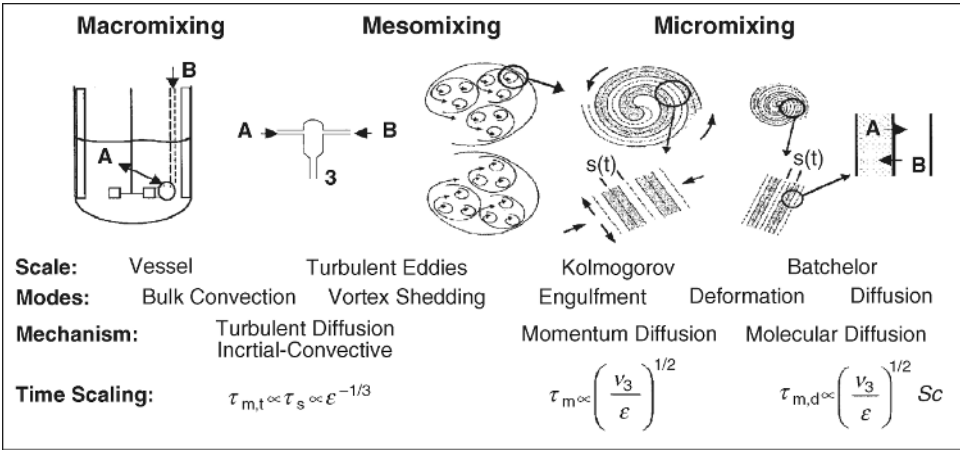 Macromixing Mesomixing Micromixing
B
A
A B
3
s(t)
s(t)
A
B
Scale: Vessel Turbulent Eddies Kolmogorov Batchelor
Modes: Bulk Convection Vortex Shedding Engulfment Deformation Diffusion
Mechanism: Turbulent Diffusion Momentum Diffusion Molecular Diffusion
Incrtial-Convective
Time Scaling: τm,t ∝ τs ∝ ε^-1/3 τm ∝ (ν3/ε)^1/2 τm,d ∝ (ν3/ε)^1/2 Sc